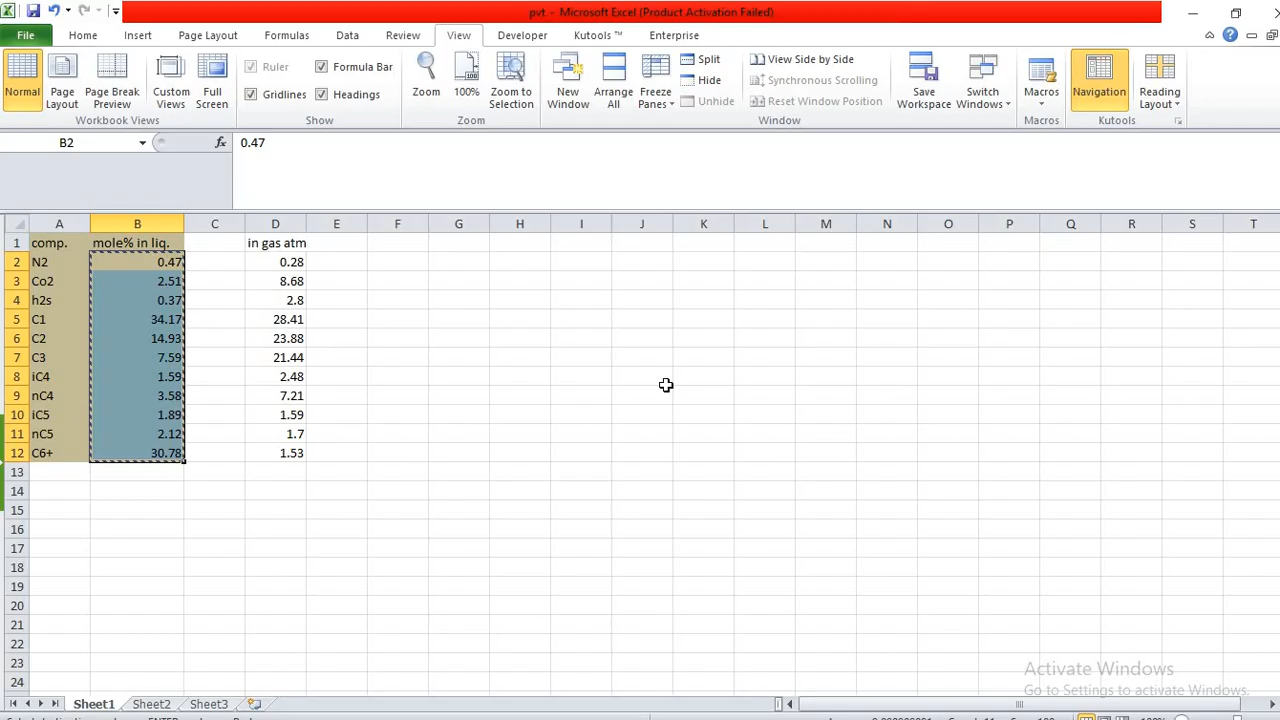 pvt. - Microsoft Excel (Product Activation Failed)
File Home Insert Page Layout Formulas Data Review View Developer Kutools ™ Enterprise
Normal
Page Layout
Page Break Preview
Custom Views
Full Screen
Workbook Views
Ruler
Formula Bar
Gridlines
Headings
Show
Zoom
100%
Zoom to Selection
Zoom
New Window
Arrange All
Freeze Panes
Split
Hide
Unhide
View Side by Side
Synchronous Scrolling
Reset Window Position
Window
Save Workspace
Switch Windows
Macros
Macros
Navigation
Reading Layout
Kutools
B2 fx 0.47
A B C D E F G H I J K L M N O P Q R S T
1 comp. mole% in liq. in gas atm
2 N2 0.47 0.28
3 Co2 2.51 8.68
4 h2s 0.37 2.8
5 C1 34.17 28.41
6 C2 14.93 23.88
7 C3 7.59 21.44
8 iC4 1.59 2.48
9 nC4 3.58 7.21
10 iC5 1.89 1.59
11 nC5 2.12 1.7
12 C6+ 30.78 1.53
13
14
15
16
17
18
19
20
21
22
23
24
Activate Windows
Go to Settings to activate Windows.
Sheet1 Sheet2 Sheet3